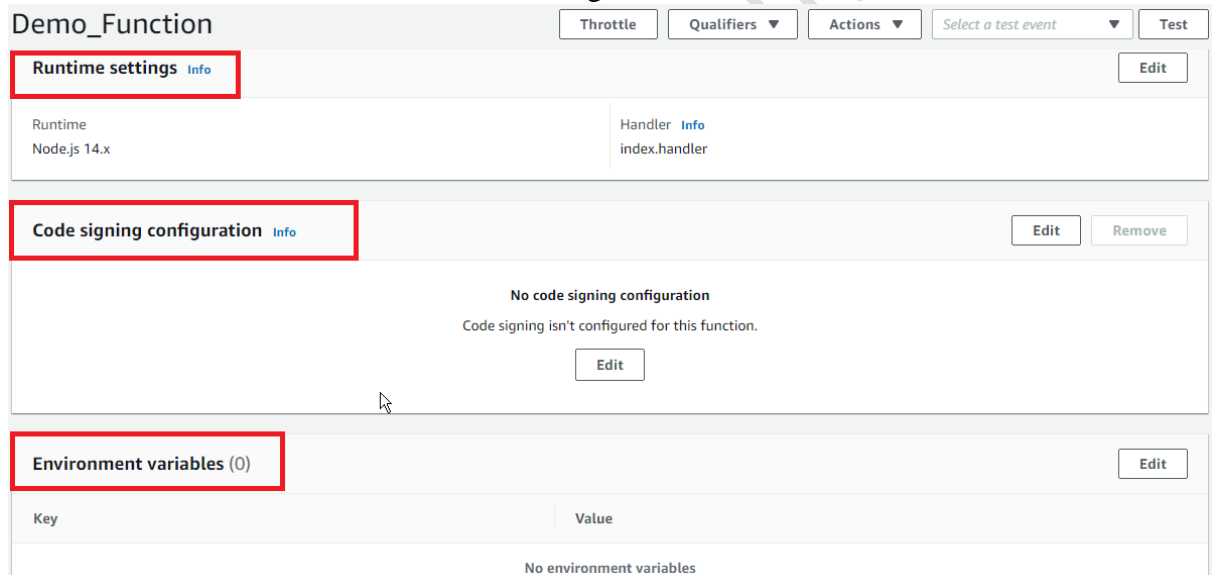 Demo_Function Throttle Qualifiers ▼ Actions ▼ Select a test event ▼ Test
Runtime settings Info Edit
Runtime Handler Info
Node.js 14.x index.handler
Code signing configuration Info Edit Remove
No code signing configuration
Code signing isn't configured for this function.
Edit
Environment variables (0) Edit
Key Value
No environment variables